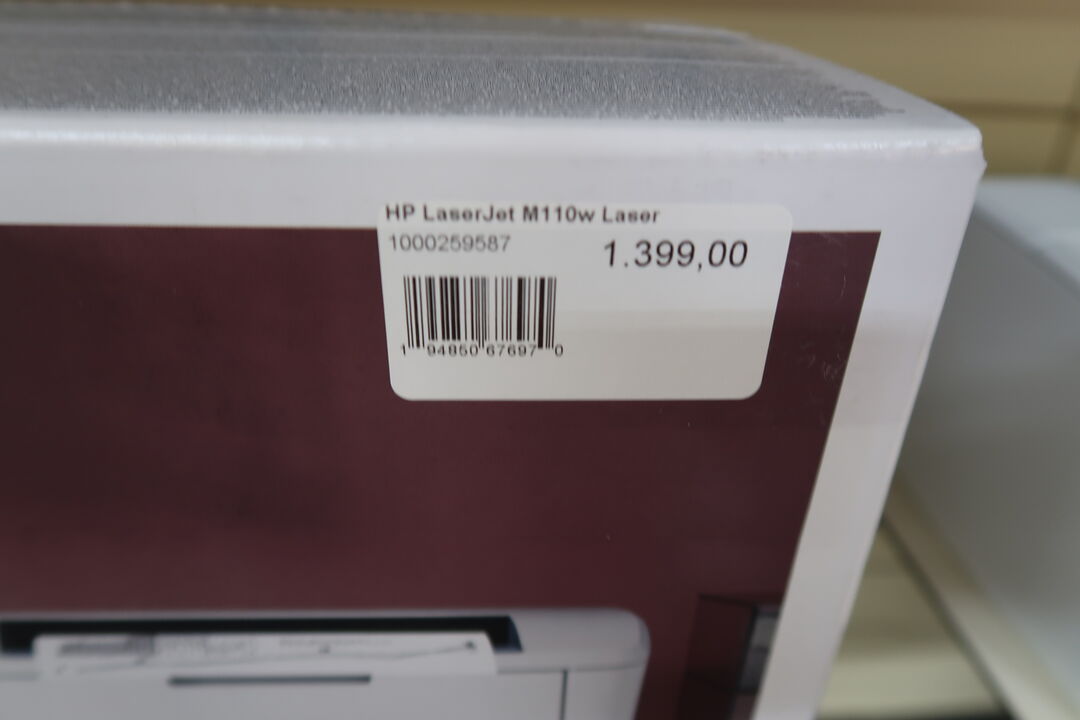 HP LaserJet M110w Laser
1000259587
1.399,00
1 94850 67697 0